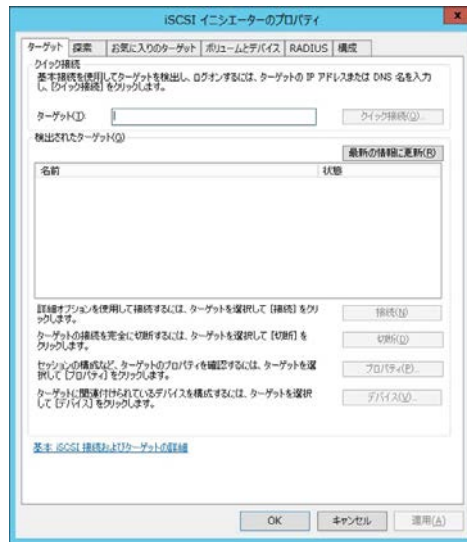 iSCSI イニシエーターのプロパティ
x
ターゲット 探索 お気に入りのターゲット ボリュームとデバイス RADIUS 構成
クイック接続
基本接続を使用してターゲットを検出し、ログオンするには、ターゲットの IP アドレスまたは DNS 名を入力
し、[クイック接続] をクリックします。
ターゲット(T): クイック接続(Q)...
検出されたターゲット(G)
最新の情報に更新(R)
名前 状態
詳細オプションを使用して接続するには、ターゲットを選択して [接続] をクリ
ックします。
接続(N)
ターゲットの接続を完全に切断するには、ターゲットを選択して [切断] を
クリックします。
切断(D)
セッションの構成など、ターゲットのプロパティを確認するには、ターゲットを選
択して [プロパティ] をクリックします。
プロパティ(P)...
ターゲットに関連付けられているデバイスを構成するには、ターゲットを選択
して [デバイス] をクリックします。
デバイス(V)...
基本 iSCSI 接続およびターゲットの詳細
OK キャンセル 適用(A)